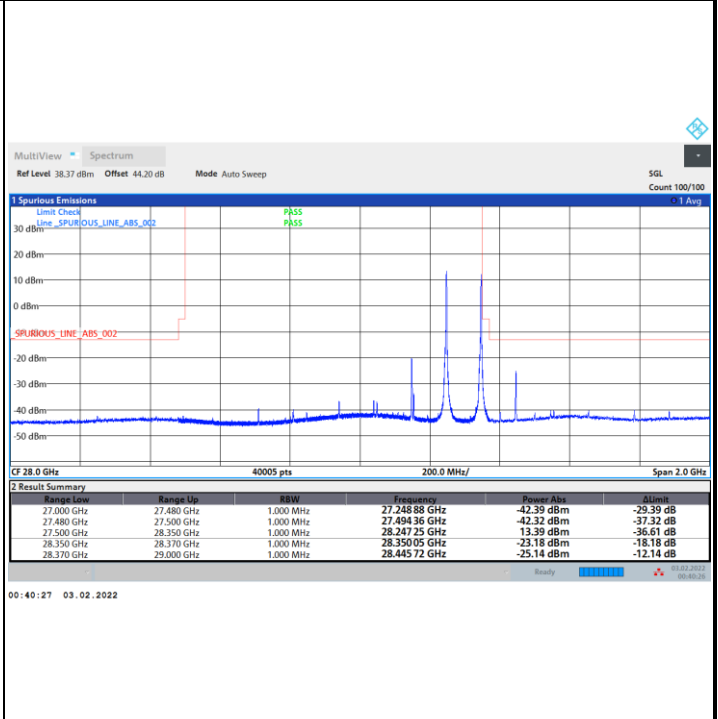 MultiView Spectrum
Ref Level 38.37 dBm Offset 44.20 dB Mode Auto Sweep SGL
Count 100/100
1 Spurious Emissions 1 Avg
Limit Check PASS
Line _SPURIOUS_LINE_ABS_002 PASS
30 dBm
20 dBm
10 dBm
0 dBm
_SPURIOUS_LINE_ABS_002
-20 dBm
-30 dBm
-40 dBm
-50 dBm
CF 28.0 GHz 40005 pts 200.0 MHz/ Span 2.0 GHz
2 Result Summary
Range Low Range Up RBW Frequency Power Abs ΔLimit
27.000 GHz 27.480 GHz 1.000 MHz 27.248 88 GHz -42.39 dBm -29.39 dB
27.480 GHz 27.500 GHz 1.000 MHz 27.494 36 GHz -42.32 dBm -37.32 dB
27.500 GHz 28.350 GHz 1.000 MHz 28.247 25 GHz 13.39 dBm -36.61 dB
28.350 GHz 28.370 GHz 1.000 MHz 28.350 05 GHz -23.18 dBm -18.18 dB
28.370 GHz 29.000 GHz 1.000 MHz 28.445 72 GHz -25.14 dBm -12.14 dB
Ready 03.02.2022
00:40:26
00:40:27 03.02.2022